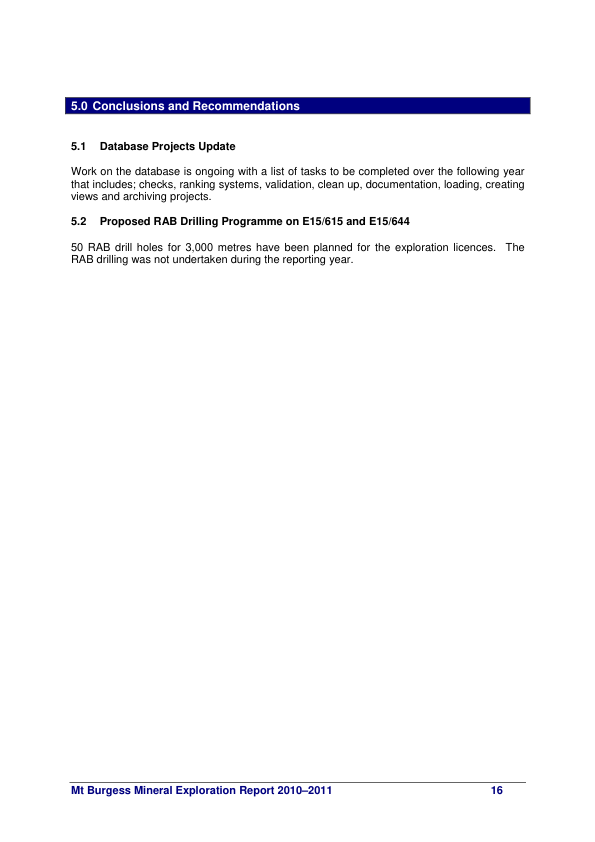 5.0 Conclusions and Recommendations
5.1 Database Projects Update
Work on the database is ongoing with a list of tasks to be completed over the following year
that includes; checks, ranking systems, validation, clean up, documentation, loading, creating
views and archiving projects.
5.2 Proposed RAB Drilling Programme on E15/615 and E15/644
50 RAB drill holes for 3,000 metres have been planned for the exploration licences. The
RAB drilling was not undertaken during the reporting year.
Mt Burgess Mineral Exploration Report 2010–2011 16